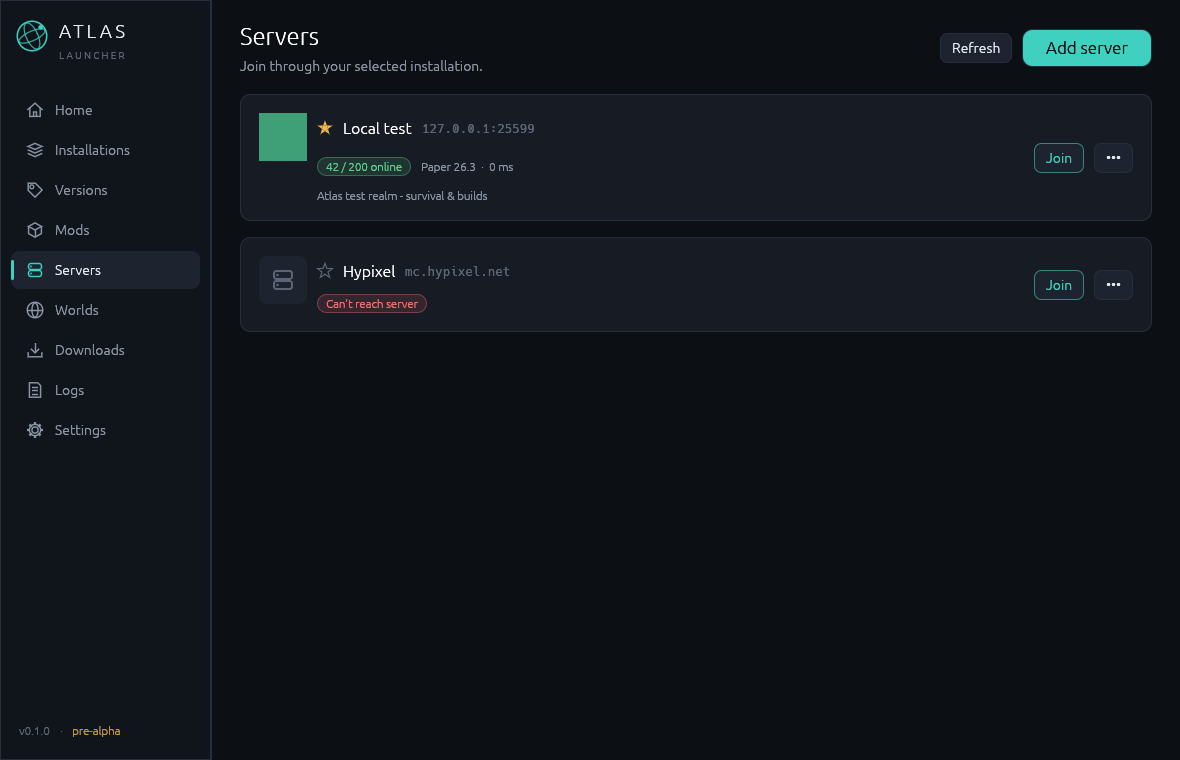 ATLAS
LAUNCHER
Home
Installations
Versions
Mods
Servers
Worlds
Downloads
Logs
Settings
v0.1.0 · pre-alpha
Servers
Join through your selected installation.
Refresh
Add server
Local test 127.0.0.1:25599
42 / 200 online Paper 26.3 · 0 ms
Atlas test realm - survival & builds
Join
Hypixel mc.hypixel.net
Can't reach server
Join